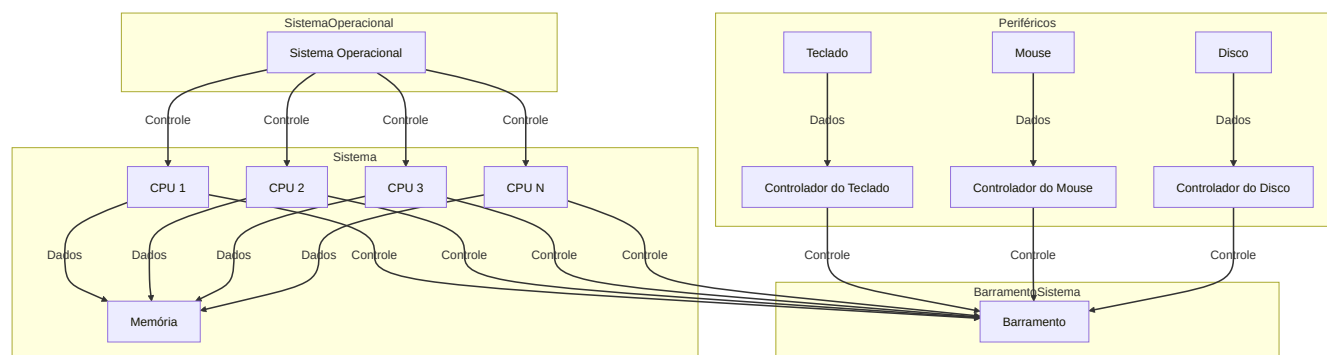 SistemaOperacional
Periféricos
Sistema Operacional
Teclado
Mouse
Disco
Controle
Controle
Controle
Controle
Dados
Dados
Dados
Sistema
CPU 1
CPU 2
CPU 3
CPU N
Controlador do Teclado
Controlador do Mouse
Controlador do Disco
Dados
Dados
Dados
Dados
Controle
Controle
Controle
Controle
Controle
Controle
Controle
BarramentoSistema
Memória
Barramento